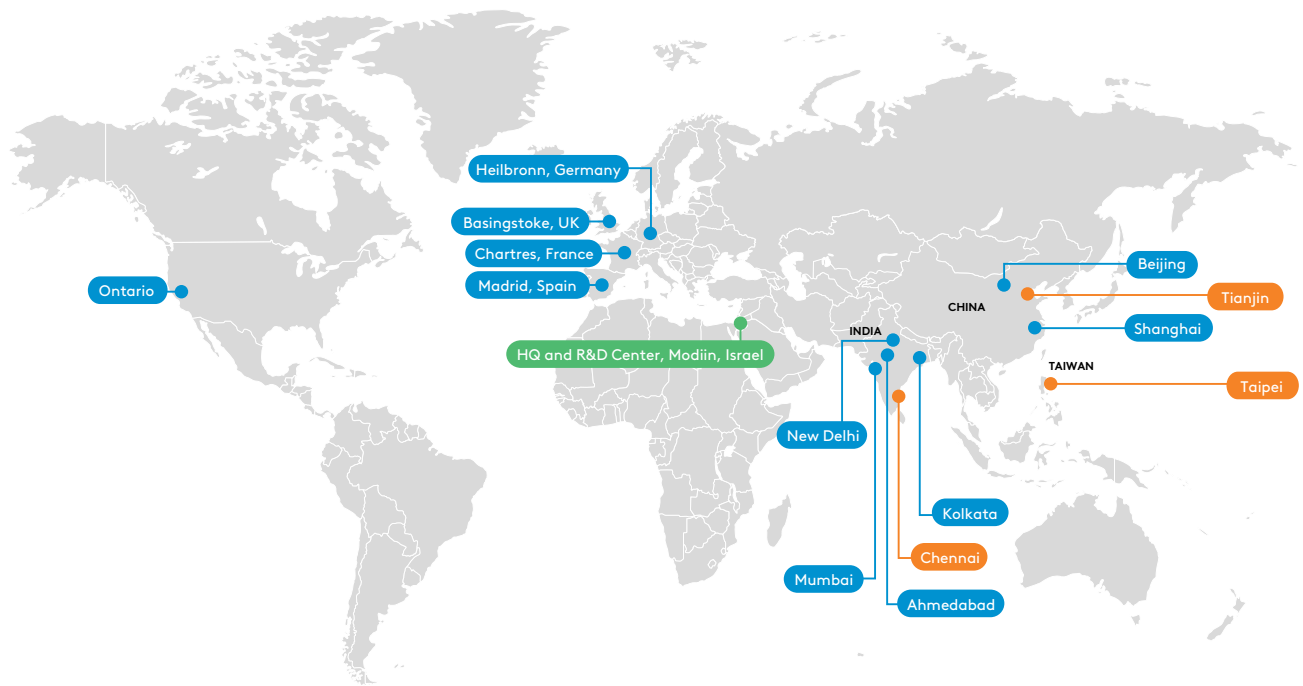 Heilbronn, Germany
Basingstoke, UK
Chartres, France
Madrid, Spain
Ontario
HQ and R&D Center, Modiin, Israel
Beijing
Tianjin
CHINA
Shanghai
INDIA
TAIWAN
Taipei
New Delhi
Kolkata
Chennai
Mumbai
Ahmedabad